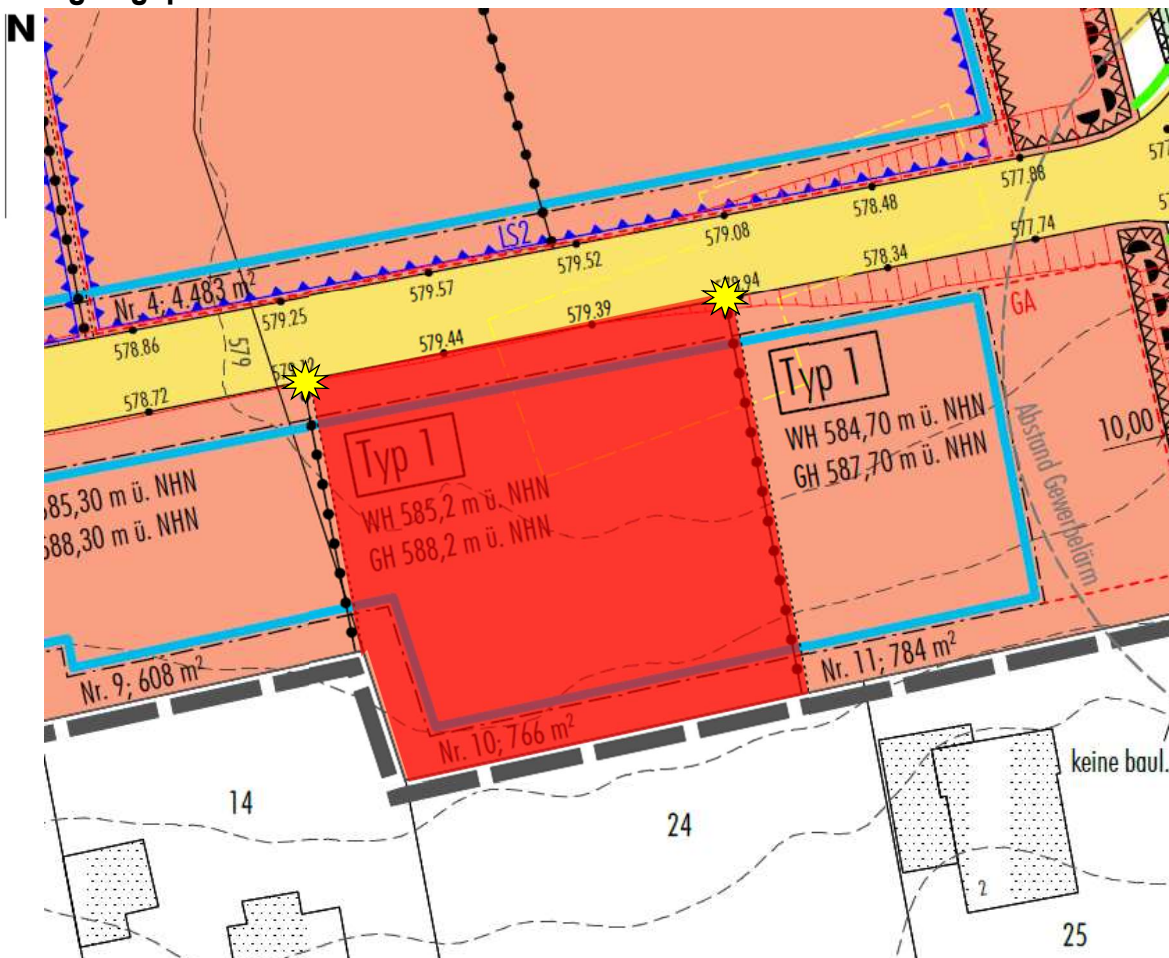 N
LS2
577.88
578.48
579.08
579.52
579.57
Nr. 4; 4.483 m²
579.25
578.86
577.74
578.34
579.39
579.44
578.72
579
GA
Typ 1
WH 584,70 m ü. NHN
GH 587,70 m ü. NHN
Typ 1
WH 585,2 m ü. NHN
GH 588,2 m ü. NHN
585,30 m ü. NHN
588,30 m ü. NHN
10,00
Abstand Gewerbelärm
Nr. 9; 608 m²
Nr. 10; 766 m²
Nr. 11; 784 m²
keine baul.
14
24
2
25